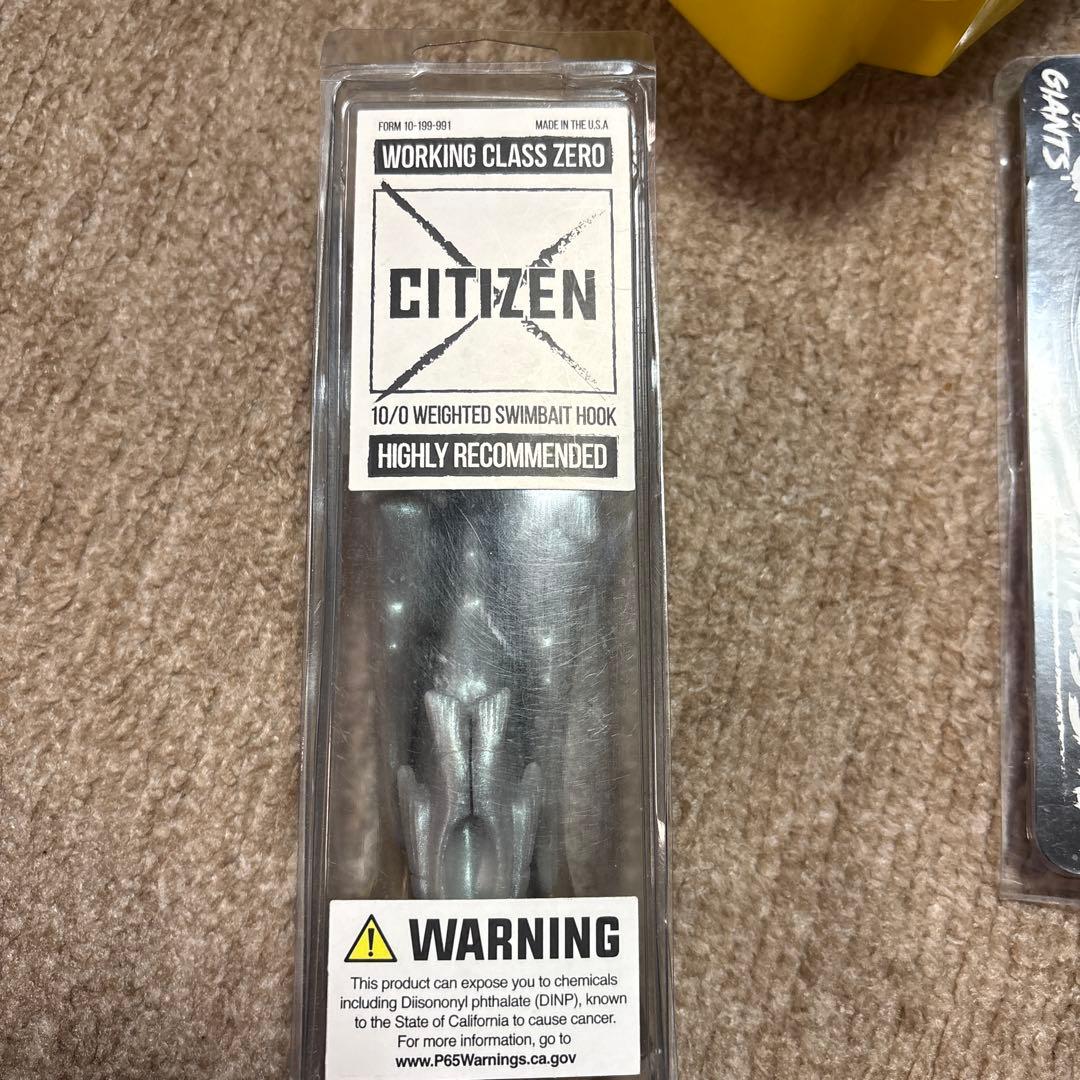 FORM 10-199-991 MADE IN THE U.S.A
WORKING CLASS ZERO
CITIZEN
10/0 WEIGHTED SWIMBAIT HOOK
HIGHLY RECOMMENDED
WARNING
This product can expose you to chemicals
including Diisononyl phthalate (DINP), known
to the State of California to cause cancer.
For more information, go to
www.P65Warnings.ca.gov
GIANTS